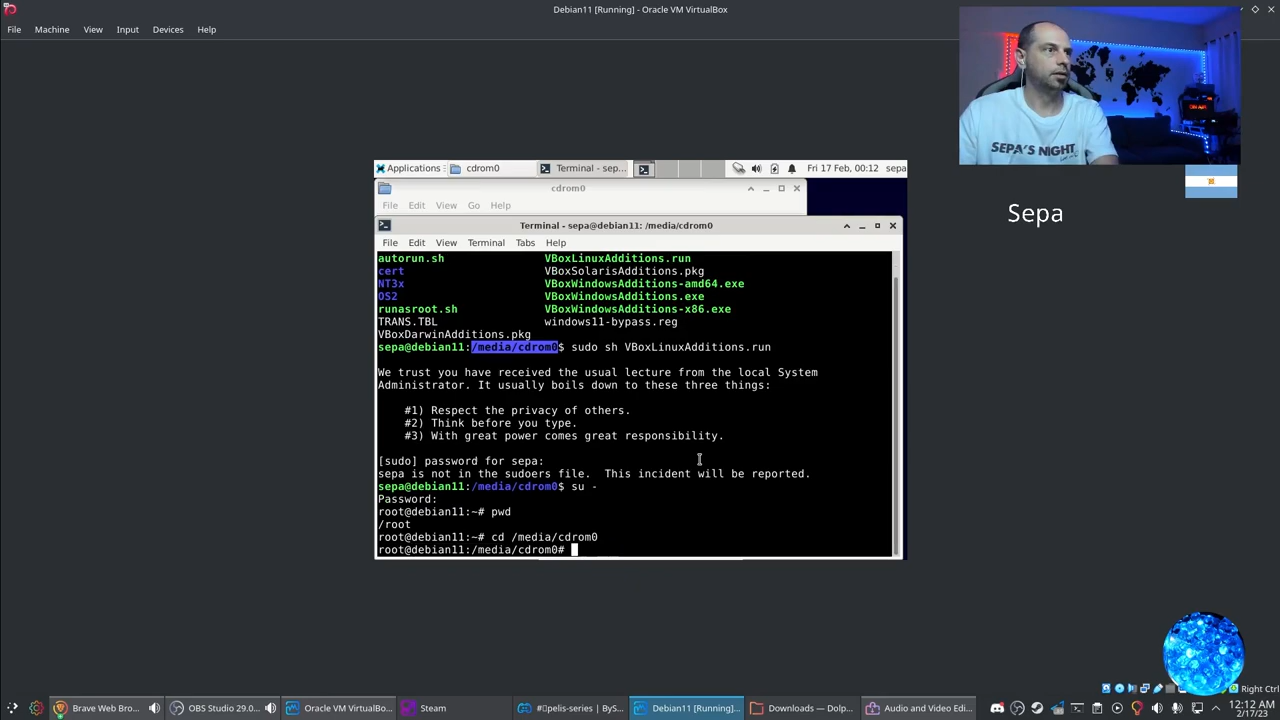 Debian11 [Running] - Oracle VM VirtualBox
File Machine View Input Devices Help
SEPA'S NIGHT
Sepa
Applications cdrom0 Terminal - sep... Fri 17 Feb, 00:12 sepa
cdrom0
File Edit View Go Help
Terminal - sepa@debian11: /media/cdrom0
File Edit View Terminal Tabs Help
autorun.sh VBoxLinuxAdditions.run
cert VBoxSolarisAdditions.pkg
NT3x VBoxWindowsAdditions-amd64.exe
OS2 VBoxWindowsAdditions.exe
runasroot.sh VBoxWindowsAdditions-x86.exe
TRANS.TBL windows11-bypass.reg
VBoxDarwinAdditions.pkg
sepa@debian11:/media/cdrom0$ sudo sh VBoxLinuxAdditions.run
We trust you have received the usual lecture from the local System
Administrator. It usually boils down to these three things:
#1) Respect the privacy of others.
#2) Think before you type.
#3) With great power comes great responsibility.
[sudo] password for sepa:
sepa is not in the sudoers file.  This incident will be reported.
sepa@debian11:/media/cdrom0$ su -
Password:
root@debian11:~# pwd
/root
root@debian11:~# cd /media/cdrom0
root@debian11:/media/cdrom0#
Right Ctrl
Brave Web Bro... OBS Studio 29.0... Oracle VM VirtualB... Steam #pelis-series | ByS... Debian11 [Running]... Downloads — Dolp... Audio and Video Edi... 12:12 AM
2/17/23